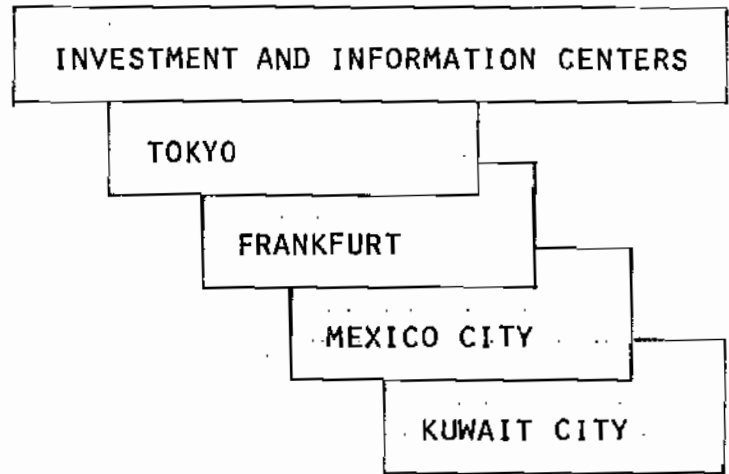 INVESTMENT AND INFORMATION CENTERS
TOKYO
FRANKFURT
MEXICO CITY
KUWAIT CITY